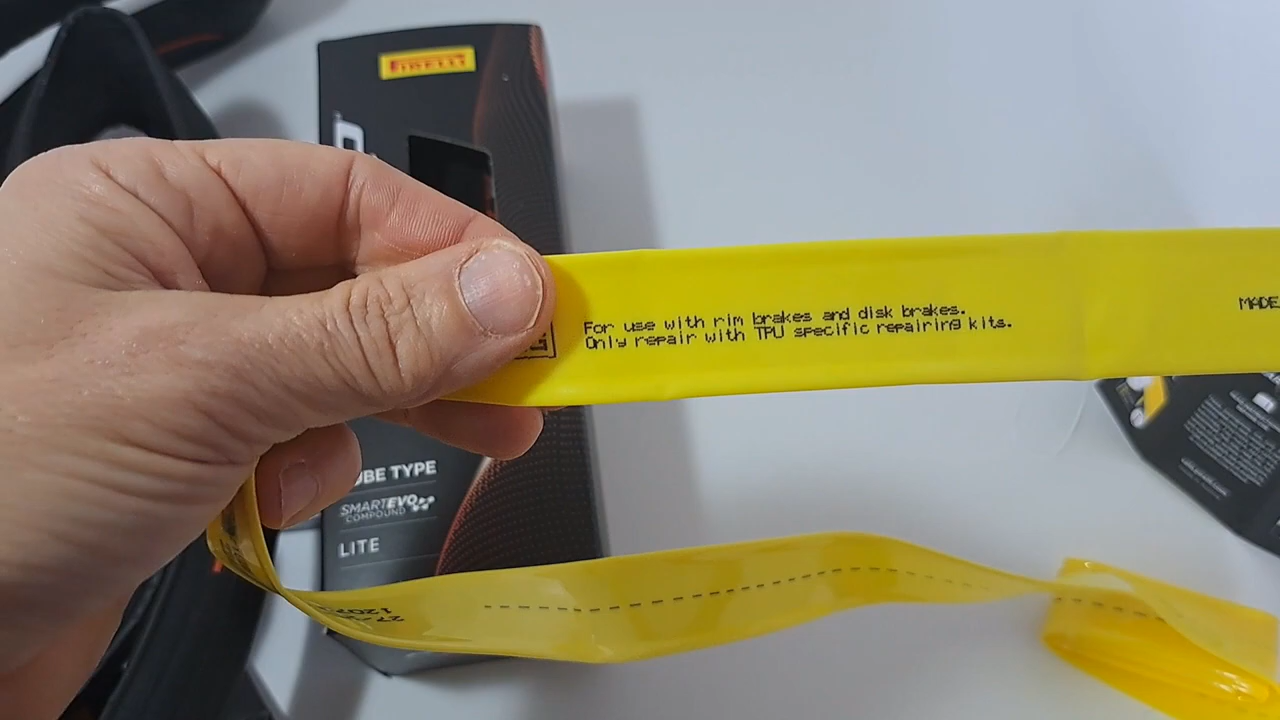 PIRELLI
For use with rim brakes and disk brakes.
Only repair with TPU specific repairing kits.
MADE
UBE TYPE
SMARTEVO
COMPOUND
LITE